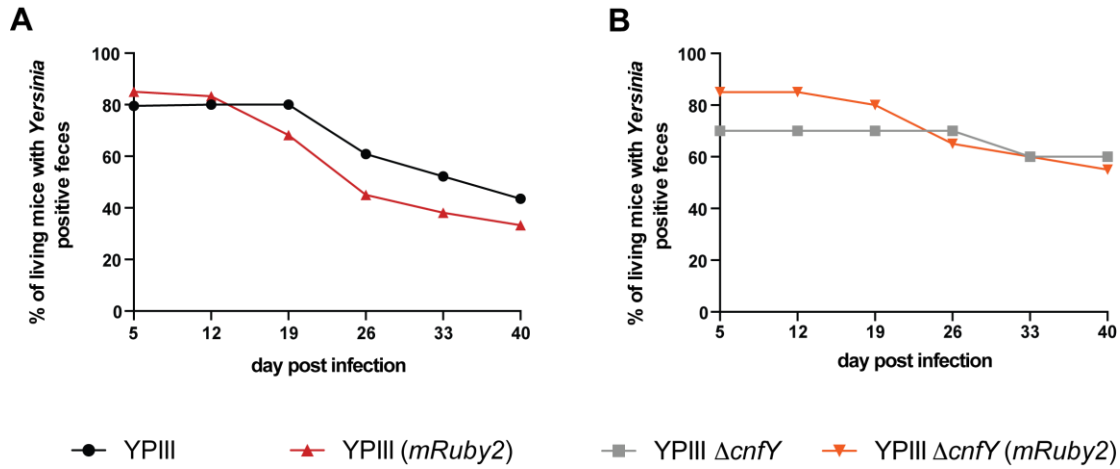 A
B
% of living mice with Yersinia
positive feces
100
80
60
40
20
0
5 12 19 26 33 40
day post infection
% of living mice with Yersinia
positive feces
100
80
60
40
20
0
5 12 19 26 33 40
day post infection
YPIII YPIII (mRuby2) YPIII ΔcnfY YPIII ΔcnfY (mRuby2)